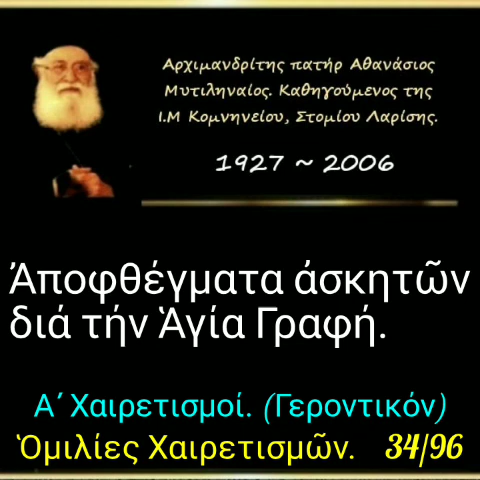 Αρχιμανδρίτης πατήρ Αθανάσιος
Μυτιληναίος. Καθηγούμενος της
Ι.Μ Κομνηνείου, Στομίου Λαρίσης.
1927 ~ 2006
Ἀποφθέγματα ἀσκητῶν
διά τήν Ἁγία Γραφή.
Α΄ Χαιρετισμοί. (Γεροντικόν)
Ὁμιλίες Χαιρετισμῶν. 34/96